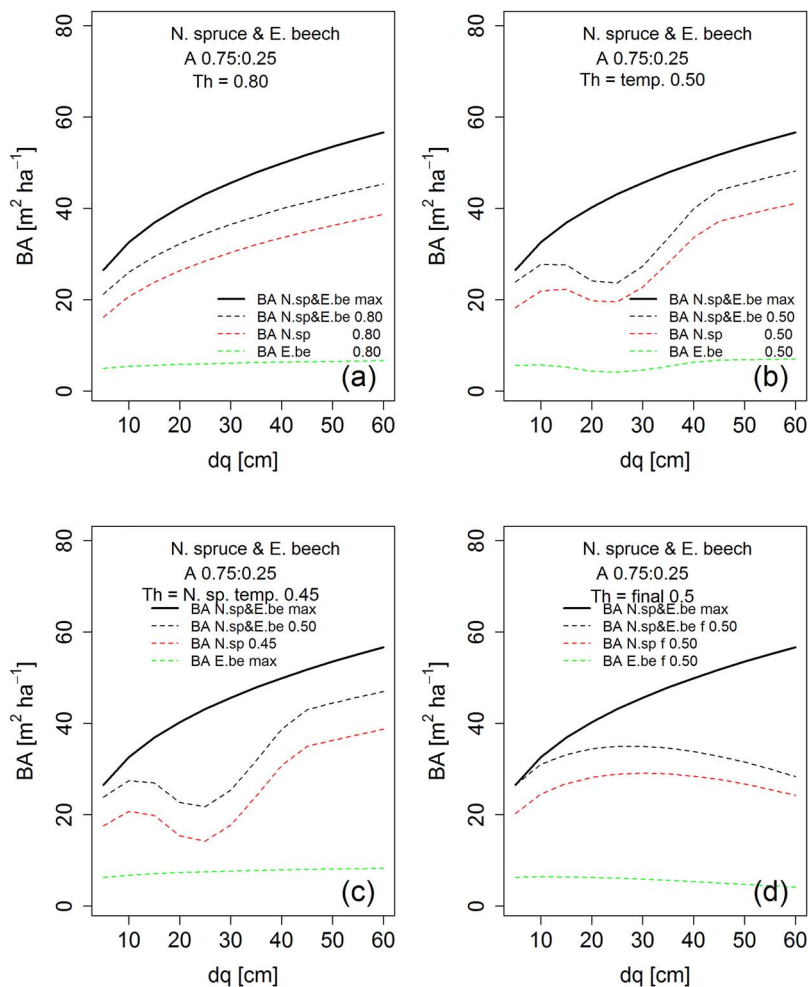 N. spruce & E. beech
A 0.75:0.25
Th = 0.80
BA [m² ha⁻¹]
80
60
40
20
0
BA N.sp&E.be max
BA N.sp&E.be 0.80
BA N.sp 0.80
BA E.be 0.80
(a)
10 20 30 40 50 60
dq [cm]
N. spruce & E. beech
A 0.75:0.25
Th = temp. 0.50
BA [m² ha⁻¹]
80
60
40
20
0
BA N.sp&E.be max
BA N.sp&E.be 0.50
BA N.sp 0.50
BA E.be 0.50
(b)
10 20 30 40 50 60
dq [cm]
N. spruce & E. beech
A 0.75:0.25
Th = N. sp. temp. 0.45
BA N.sp&E.be max
BA N.sp&E.be 0.50
BA N.sp 0.45
BA E.be max
BA [m² ha⁻¹]
80
60
40
20
0
(c)
10 20 30 40 50 60
dq [cm]
N. spruce & E. beech
A 0.75:0.25
Th = final 0.5
BA N.sp&E.be max
BA N.sp&E.be f 0.50
BA N.sp f 0.50
BA E.be f 0.50
BA [m² ha⁻¹]
80
60
40
20
0
(d)
10 20 30 40 50 60
dq [cm]